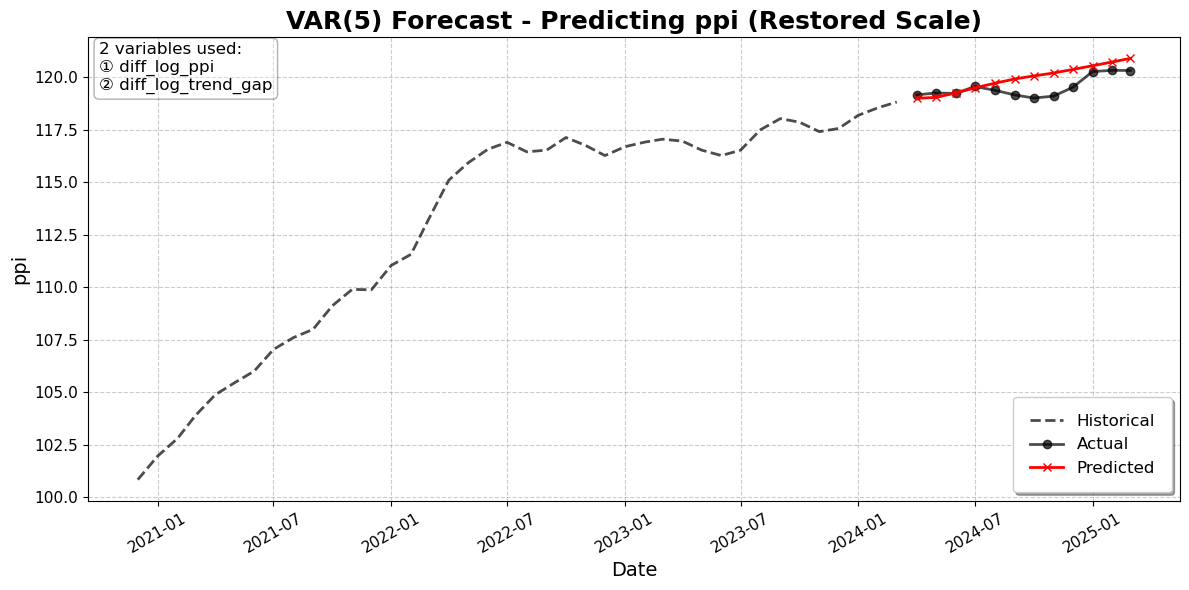 VAR(5) Forecast - Predicting ppi (Restored Scale)
2 variables used:
① diff_log_ppi
② diff_log_trend_gap
ppi
120.0
117.5
115.0
112.5
110.0
107.5
105.0
102.5
100.0
Historical
Actual
Predicted
2021-01
2021-07
2022-01
2022-07
2023-01
2023-07
2024-01
2024-07
2025-01
Date